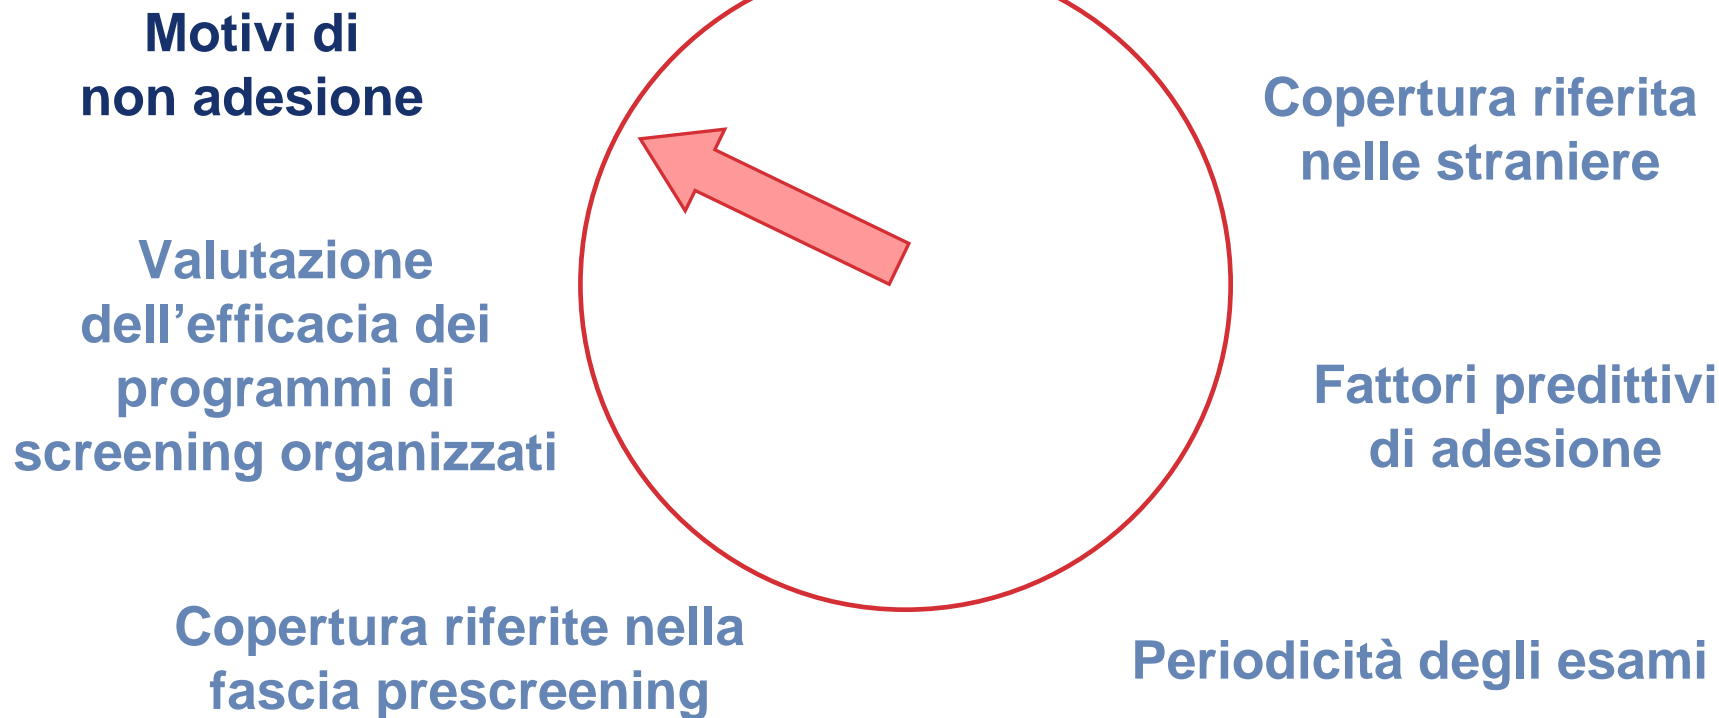 Motivi di
non adesione
Copertura riferita
nelle straniere
Valutazione
dell’efficacia dei
programmi di
screening organizzati
Fattori predittivi
di adesione
Copertura riferite nella
fascia prescreening
Periodicità degli esami